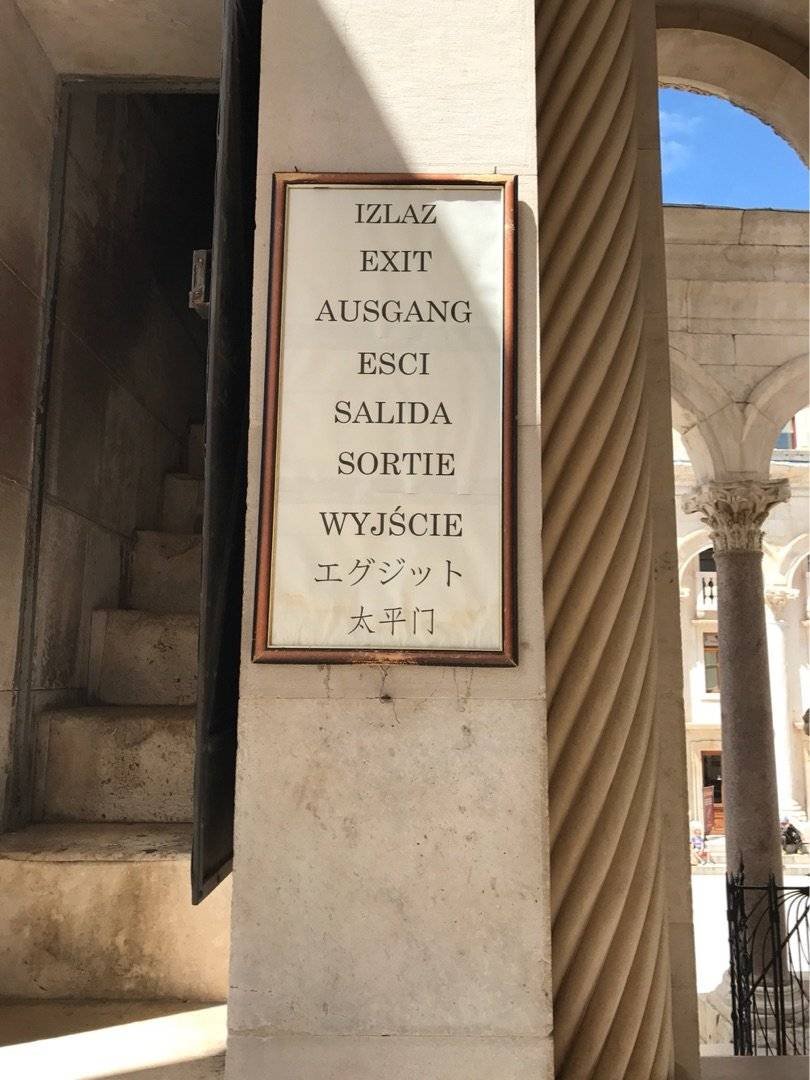 IZLAZ
EXIT
AUSGANG
ESCI
SALIDA
SORTIE
WYJŚCIE
エグジット
太平门